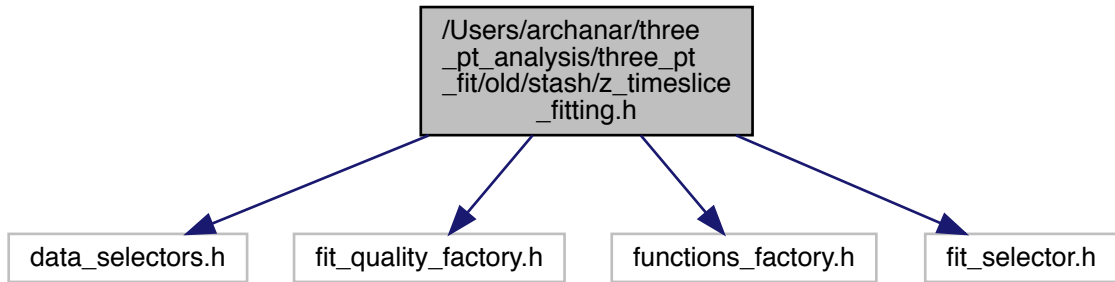 /Users/archanar/three
_pt_analysis/three_pt
_fit/old/stash/z_timeslice
_fitting.h
data_selectors.h
fit_quality_factory.h
functions_factory.h
fit_selector.h